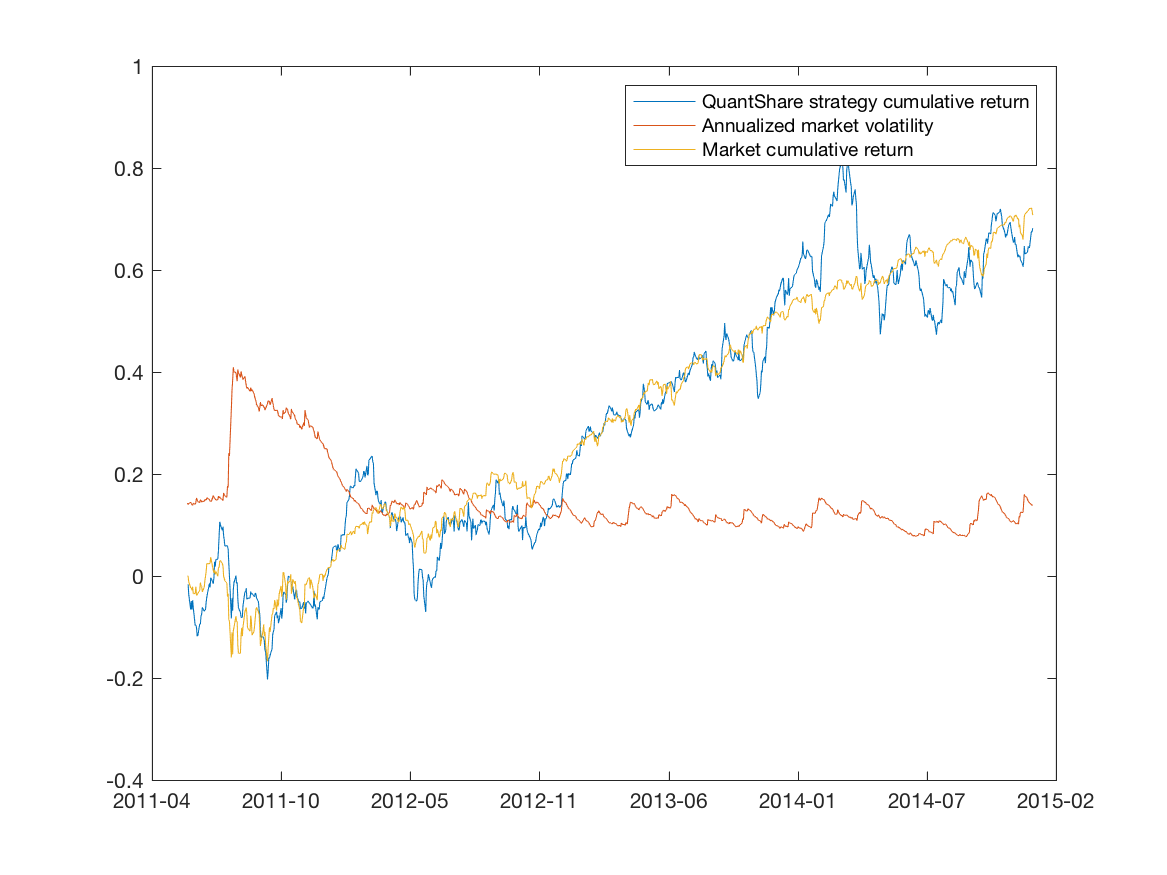 QuantShare strategy cumulative return
Annualized market volatility
Market cumulative return
1
0.8
0.6
0.4
0.2
0
-0.2
-0.4
2011-04 2011-10 2012-05 2012-11 2013-06 2014-01 2014-07 2015-02